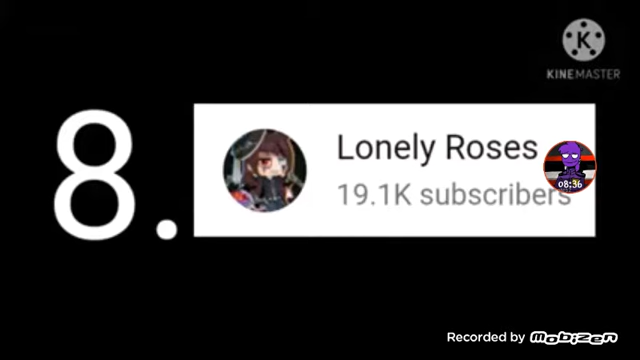 KINEMASTER
8.
Lonely Roses
19.1K subscribers
08:36
Recorded by mobizen